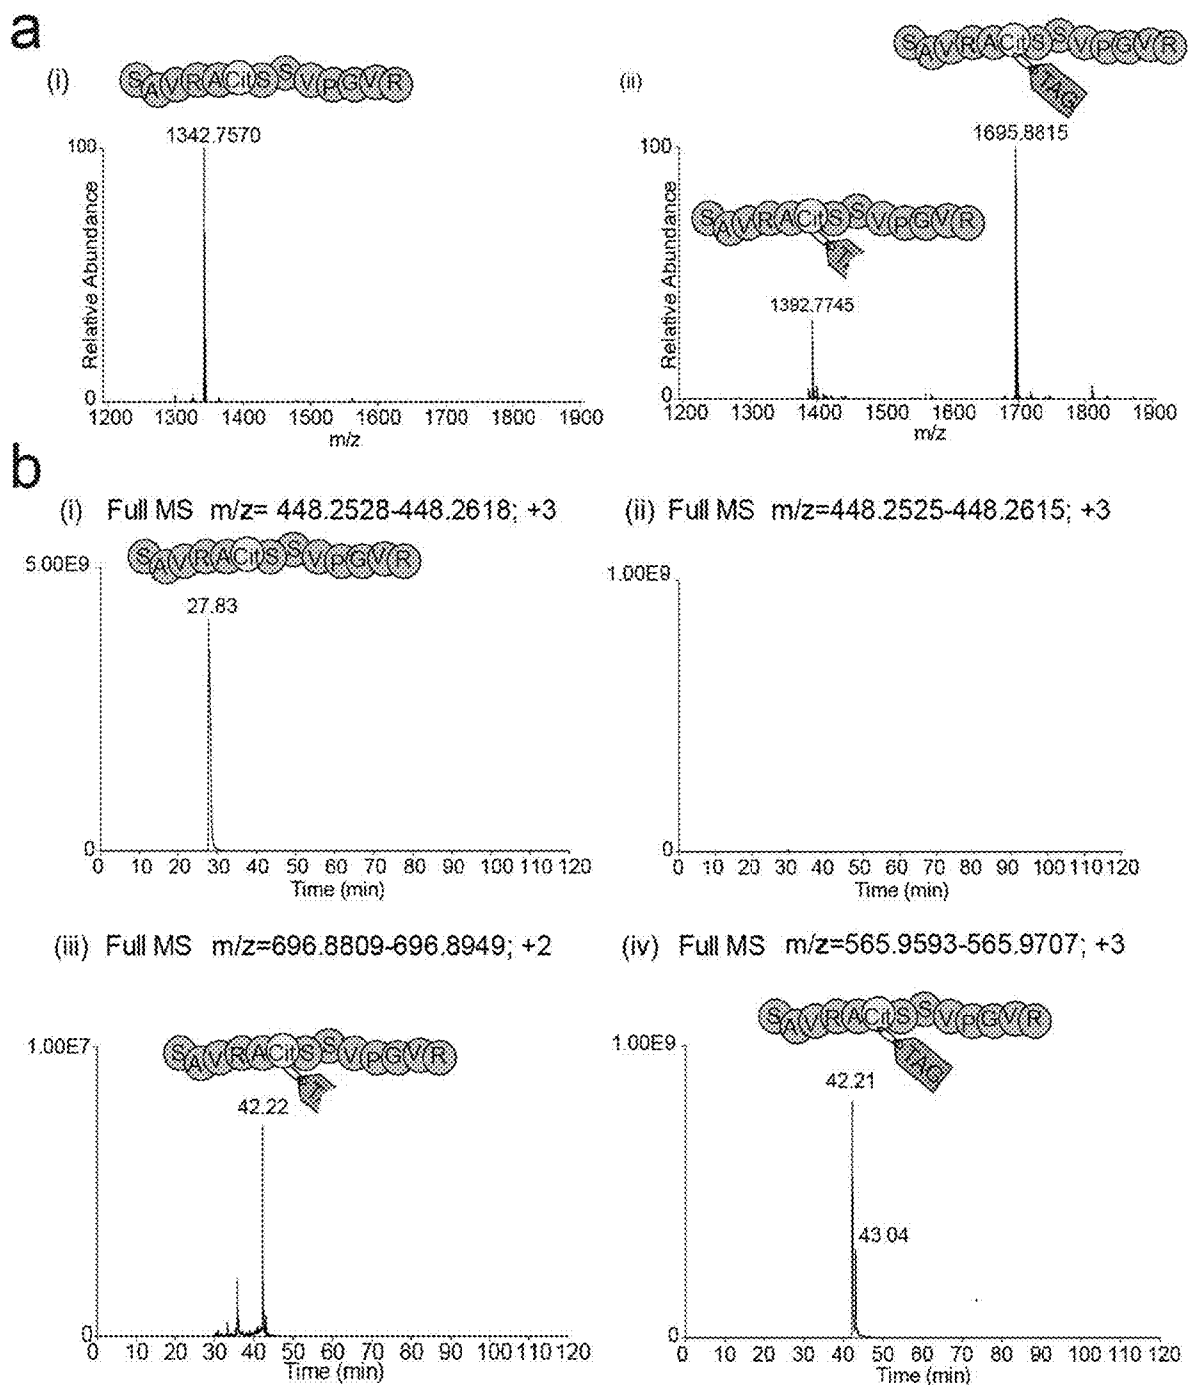 a
(i)
S A V R A Cit S S V P G V R
1342.7570
100
Relative Abundance
0
1200 1300 1400 1500 1600 1700 1800 1900
m/z
(ii)
S A V R A Cit S S V P G V R
TAG
1695.8815
100
S A V R A Cit S S V P G V R
1392.7745
Relative Abundance
0
1200 1300 1400 1500 1600 1700 1800 1900
m/z
b
(i) Full MS m/z= 448.2528-448.2618; +3
S A V R A Cit S S V P G V R
5.00E9
27.83
0
0 10 20 30 40 50 60 70 80 90 100 110 120
Time (min)
(ii) Full MS m/z=448.2525-448.2615; +3
1.00E9
0
0 10 20 30 40 50 60 70 80 90 100 110 120
Time (min)
(iii) Full MS m/z=696.8809-696.8949; +2
S A V R A Cit S S V P G V R
1.00E7
42.22
0
0 10 20 30 40 50 60 70 80 90 100 110 120
Time (min)
(iv) Full MS m/z=565.9593-565.9707; +3
S A V R A Cit S S V P G V R
TAG
1.00E9
42.21
43.04
0
0 10 20 30 40 50 60 70 80 90 100 110 120
Time (min)